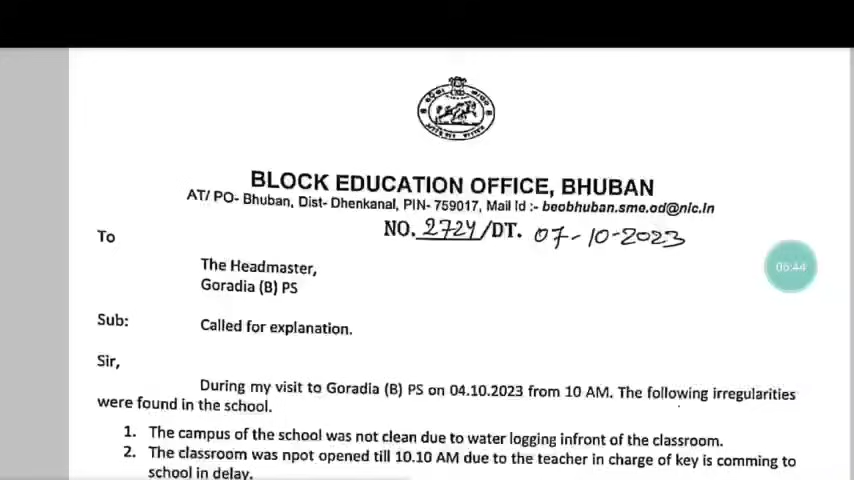 BLOCK EDUCATION OFFICE, BHUBAN
AT/ PO- Bhuban, Dist- Dhenkanal, PIN- 759017, Mail Id :- beobhuban.sme.od@nic.in
NO. 2724/DT. 07-10-2023
To
05:44
The Headmaster,
Goradia (B) PS
Sub: Called for explanation.
Sir,
During my visit to Goradia (B) PS on 04.10.2023 from 10 AM. The following irregularities
were found in the school.
1. The campus of the school was not clean due to water logging infront of the classroom.
2. The classroom was npot opened till 10.10 AM due to the teacher in charge of key is comming to
school in delay.